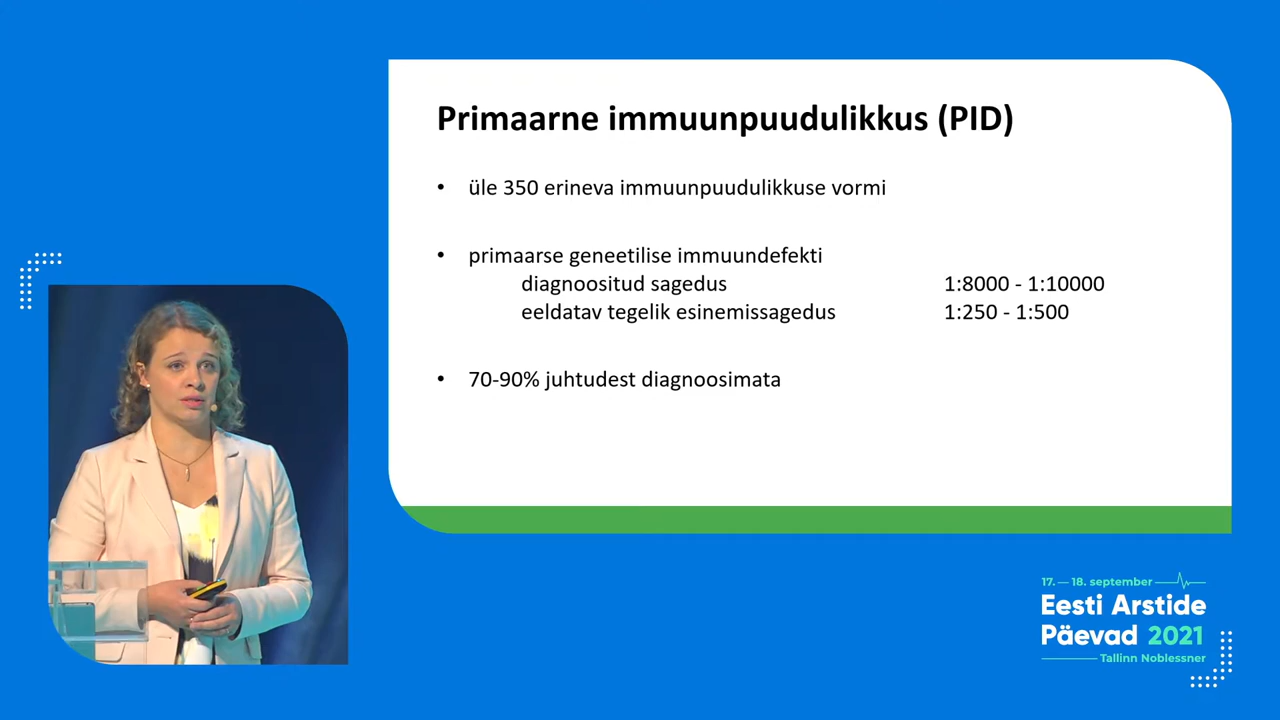 Primaarne immuunpuudulikkus (PID)
• üle 350 erineva immuunpuudulikkuse vormi
• primaarse geneetilise immuundefekti
diagnoositud sagedus 1:8000 - 1:10000
eeldatav tegelik esinemissagedus 1:250 - 1:500
• 70-90% juhtudest diagnoosimata
17. — 18. september
Eesti Arstide
Päevad 2021
Tallinn Noblessner